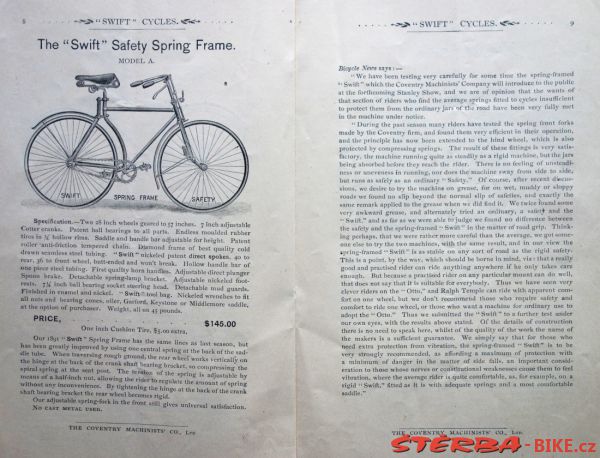 8
"SWIFT" CYCLES.
The "Swift" Safety Spring Frame.
MODEL A.
SWIFT
SPRING FRAME
SAFETY
Specification.—Two 28 inch wheels geared to 57 inches. 7 inch adjustable
Cotter cranks. Patent ball bearings to all parts. Endless moulded rubber
tires in ⅞ hollow rims. Saddle and handle bar adjustable for height. Patent
roller anti-friction tempered chain. Diamond frame of best quality cold
drawn seamless steel tubing. "Swift" nickeled patent direct spokes, 40 to
rear, 36 to front wheel, butt-ended and won't break. Hollow handle bar of
one piece steel tubing. First quality horn handles. Adjustable direct plunger
Spoon brake. Detachable spring-lamp bracket. Adjustable nickeled foot-
rests. 7½ inch ball bearing socket steering head. Detachable mud guards.
Finished in enamel and nickel. "Swift" tool bag. Nickeled wrenches to fit
all nuts and bearing cones, oiler, Garford, Keystone or Middlemore saddle,
at the option of purchaser. Weight, all on 45 pounds.
PRICE, $145.00
One inch Cushion Tire, $5.00 extra.
Our 1891 "Swift" Spring Frame has the same lines as last season, but
has been greatly improved by using one central spring at the back of the sad-
dle tube. When traversing rough ground, the rear wheel works vertically on
the hinge at the back of the crank shaft bearing bracket, so compressing the
spiral spring at the seat post. The tension of the spring is adjustable by
means of a half-inch nut, allowing the rider to regulate the amount of spring
without any inconvenience. By tightening the hinge at the back of the crank
shaft bearing bracket the rear wheel becomes rigid.
Our adjustable spring-fork in the front still gives universal satisfaction.
NO CAST METAL USED.
THE COVENTRY MACHINISTS' CO., LTD.
"SWIFT" CYCLES.
9
Bicycle News says:—
"We have been testing very carefully for some time the spring-framed
"Swift" which the Coventry Machinists' Company will introduce to the public
at the forthcoming Stanley Show, and we are of opinion that the wants of
that section of riders who find the average springs fitted to cycles insufficient
to protect them from the ordinary jars of the road have been very fully met
in the machine under notice.
"During the past season many riders have tested the spring front forks
made by the Coventry firm, and found them very efficient in their operation,
and the principle has now been extended to the hind wheel, which is also
protected by compressing springs. The result of these fittings is very satis-
factory, the machine running quite as steadily as a rigid machine, but the jars
being absorbed before they reach the rider. There is no feeling of unsteadi-
ness or unevenness in running, nor does the machine sway from side to side,
but runs as safely as an ordinary "Safety." Of course, after recent discus-
sions, we desire to try the machine on grease, for on wet, muddy or sloppy
roads we found no slip beyond the normal slip of safeties, and exactly the
same remark applied to the grease when we did find it. We twice found some
very awkward grease, and alternately tried an ordinary, a safety and the
"Swift," and as far as we were able to judge we found no difference between
the safety and the spring-framed "Swift" in the matter of road grip. Think-
ing, perhaps, that we were rather more careful than the average, we got some-
one else to try the two machines, with the same result, and in our view the
spring-framed "Swift" is as stable on any sort of road as the rigid safety.
This is a point, by the way, which should be borne in mind, viz: that a really
good and practised rider can ride anything anywhere if he only takes care
enough. But because a practised rider on any particular mount can do well,
that does not say that it is suitable for everybody. Thus we have seen very
clever riders on the "Otto," and Ralph Temple can ride with apparent com-
fort on one wheel, but we don't recommend those who require safety and
comfort to ride one wheel, or those who want a machine for ordinary use to
adopt the "Otto." Thus we submitted the "Swift" to a further test under
our own eyes, with the results above stated. Of the details of construction
there is no need to speak here, whilst of the quality of the work the name of
the makers is a sufficient guarantee. We simply say that for those who
need extra protection from vibration, the spring-framed "Swift" is to be
very strongly recommended, as affording a maximum of protection with
a minimum of danger in the matter of side fall, an important consider-
ation to those whose nerves or constitutional weaknesses cause them to feel
vibration, where the average rider is quite comfortable, as, for example, on a
rigid "Swift," fitted as it is with adequate springs and a most comfortable
saddle."
THE COVENTRY MACHINISTS' CO., LTD.
ŠTĚRBA-BIKE.cz